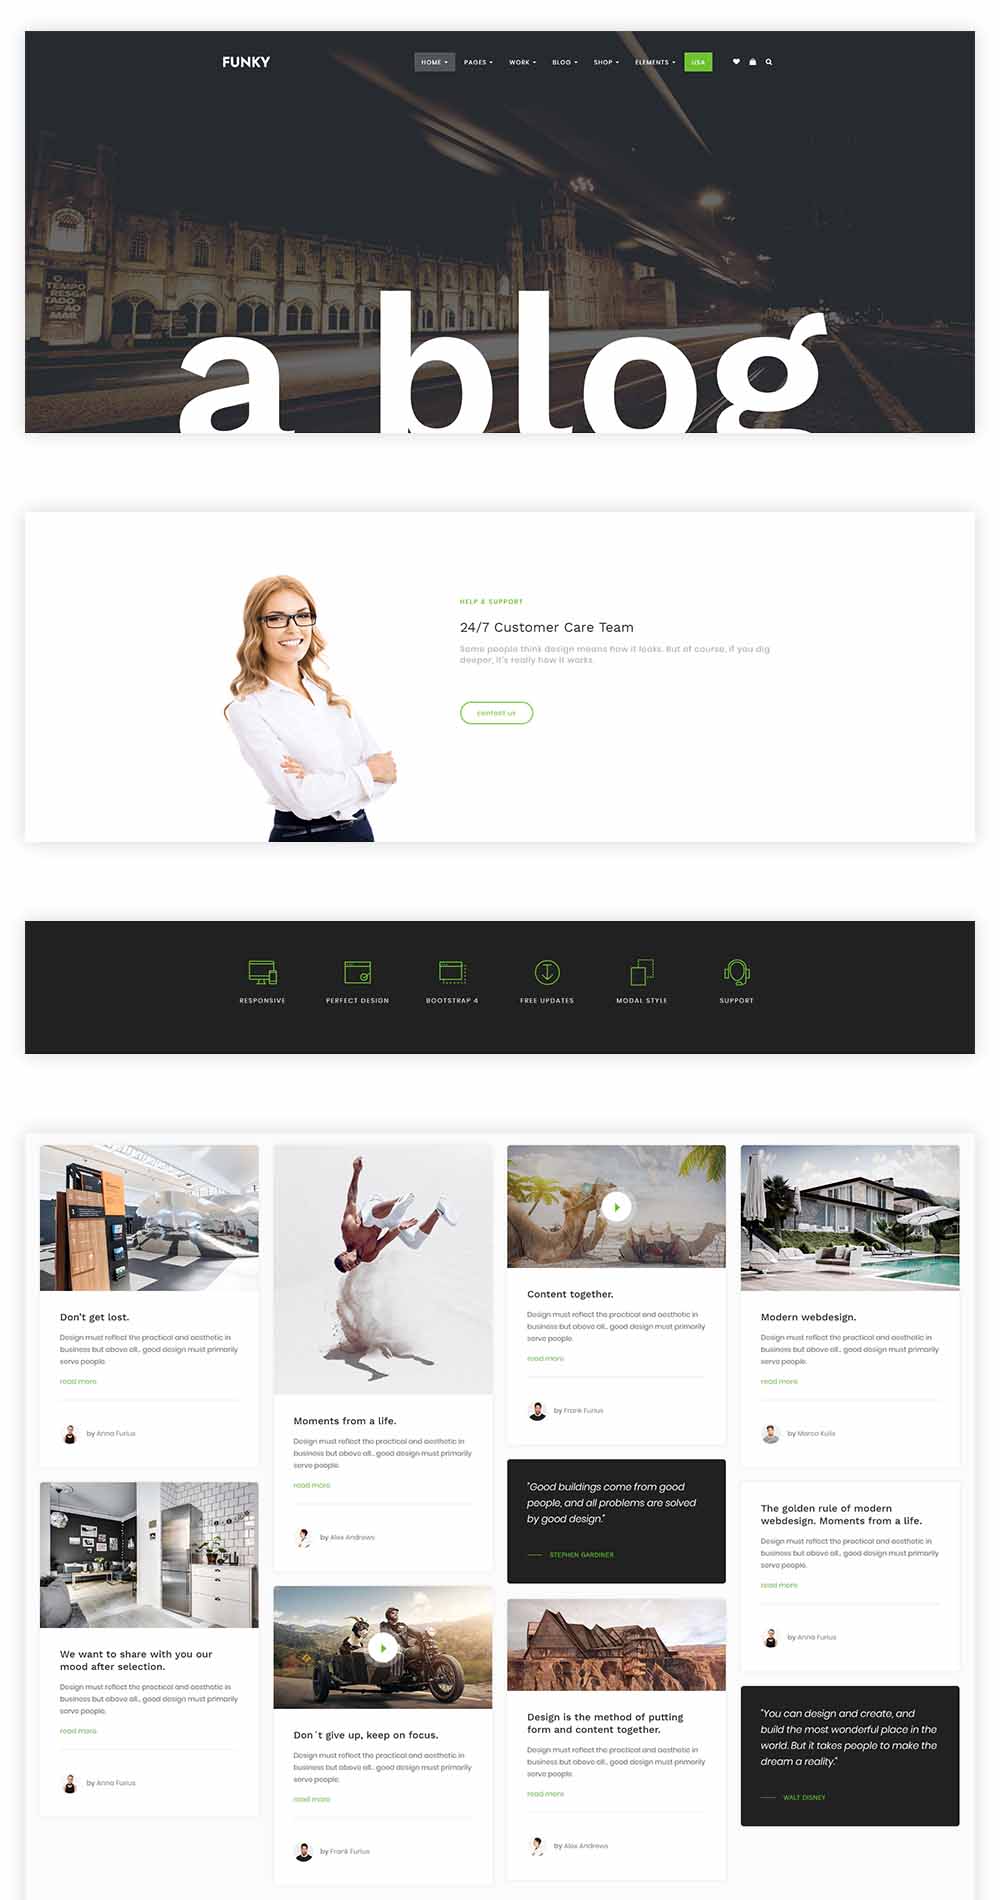 FUNKY
HOME PAGES WORK BLOG SHOP ELEMENTS USA
O
TEMPO
RESGA
TADO
AO
MAR
a blog
HELP & SUPPORT
24/7 Customer Care Team
Some people think design means how it looks. But of course, if you dig
deeper, it's really how it works.
contact us
RESPONSIVE
PERFECT DESIGN
BOOTSTRAP 4
FREE UPDATES
MODAL STYLE
SUPPORT
Don't get lost.
Design must reflect the practical and aesthetic in
business but above all... good design must primarily
serve people.
read more
by Anna Furius
We want to share with you our
mood after selection.
Design must reflect the practical and aesthetic in
business but above all... good design must primarily
serve people.
read more
by Anna Furius
Moments from a life.
Design must reflect the practical and aesthetic in
business but above all... good design must primarily
serve people.
read more
by Alex Andrews
Don´t give up, keep on focus.
Design must reflect the practical and aesthetic in
business but above all... good design must primarily
serve people.
read more
by Frank Furius
Content together.
Design must reflect the practical and aesthetic in
business but above all... good design must primarily
serve people.
read more
by Frank Furius
"Good buildings come from good
people, and all problems are solved
by good design."
STEPHEN GARDINER
Design is the method of putting
form and content together.
Design must reflect the practical and aesthetic in
business but above all... good design must primarily
serve people.
read more
by Alex Andrews
Modern webdesign.
Design must reflect the practical and aesthetic in
business but above all... good design must primarily
serve people.
read more
by Marco Kulis
The golden rule of modern
webdesign. Moments from a life.
Design must reflect the practical and aesthetic in
business but above all... good design must primarily
serve people.
read more
by Anna Furius
"You can design and create, and
build the most wonderful place in the
world. But it takes people to make the
dream a reality."
WALT DISNEY